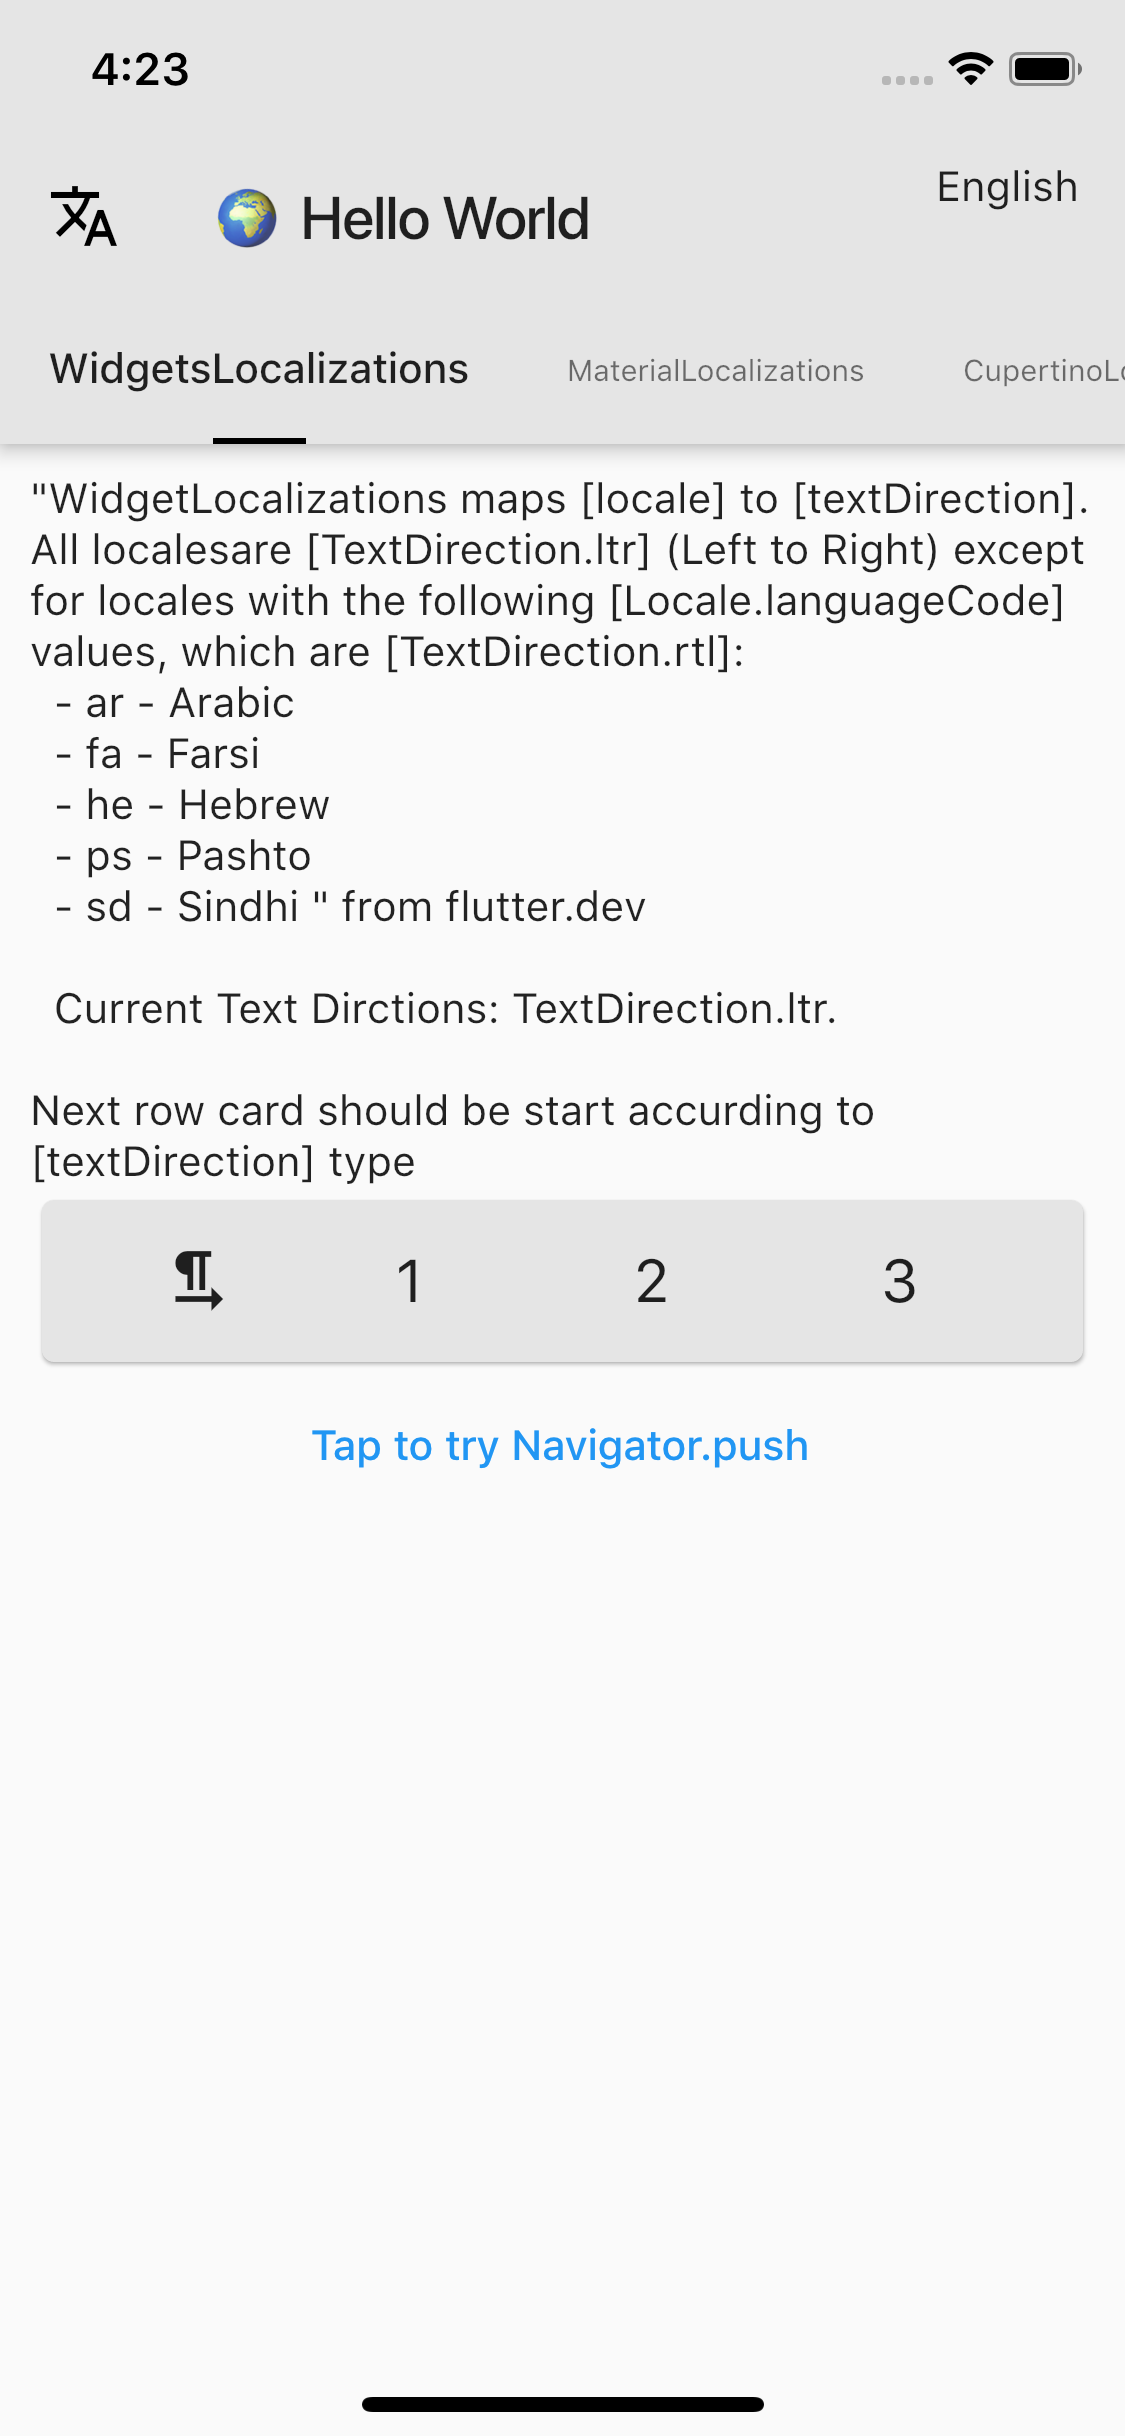 4:23
🌍 Hello World
English
WidgetsLocalizations MaterialLocalizations CupertinoLo
"WidgetLocalizations maps [locale] to [textDirection].
All localesare [TextDirection.ltr] (Left to Right) except
for locales with the following [Locale.languageCode]
values, which are [TextDirection.rtl]:
- ar - Arabic
- fa - Farsi
- he - Hebrew
- ps - Pashto
- sd - Sindhi " from flutter.dev
Current Text Dirctions: TextDirection.ltr.
Next row card should be start accurding to
[textDirection] type
1 2 3
Tap to try Navigator.push